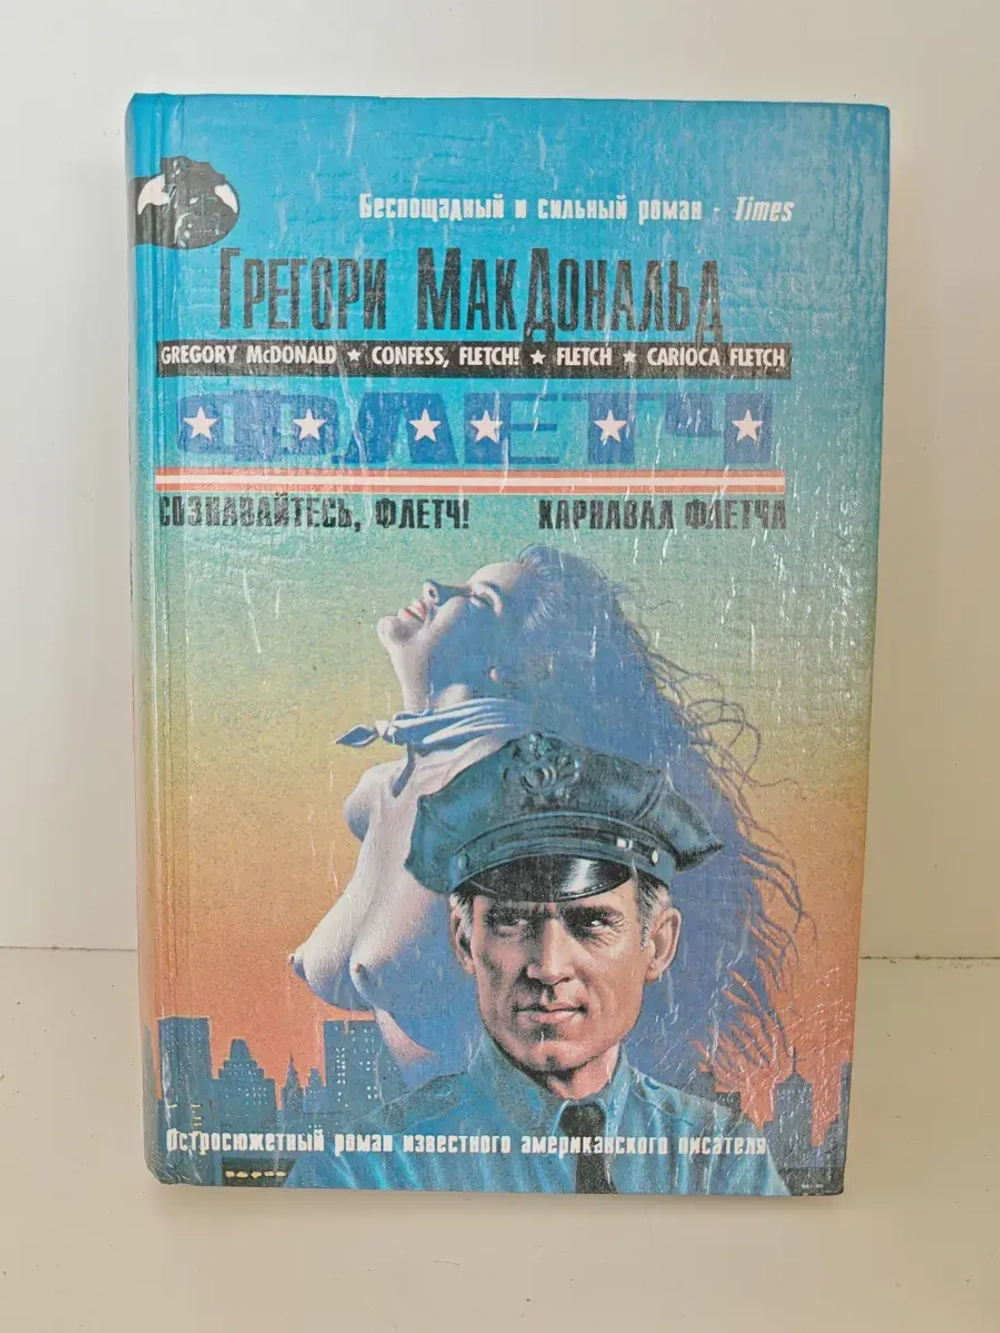 Беспощадный и сильный роман - Times
Грегори МакДональд
GREGORY McDONALD ★ CONFESS, FLETCH! ★ FLETCH ★ CARIOCA FLETCH
ФЛЕТЧ
СОЗНАВАЙТЕСЬ, ФЛЕТЧ! КАРНАВАЛ ФЛЕТЧА
Остросюжетный роман известного американского писателя